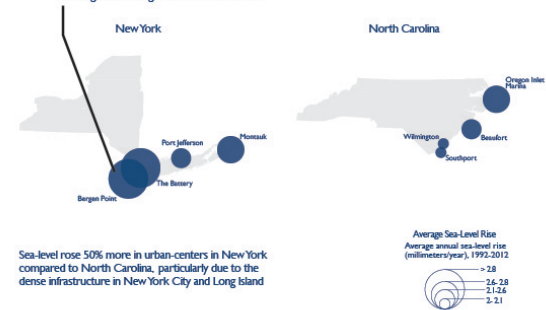 New York
North Carolina
Oregon Inlet
Marina
Port Jefferson
Montauk
Wilmington
Beaufort
Southport
The Battery
Bergen Point
Sea-level rose 50% more in urban-centers in New York
compared to North Carolina, particularly due to the
dense infrastructure in New York City and Long Island
Average Sea-Level Rise
Average annual sea-level rise
(millimeters/year), 1992-2012
> 2.8
2.6- 2.8
2.1-2.6
2- 2.1